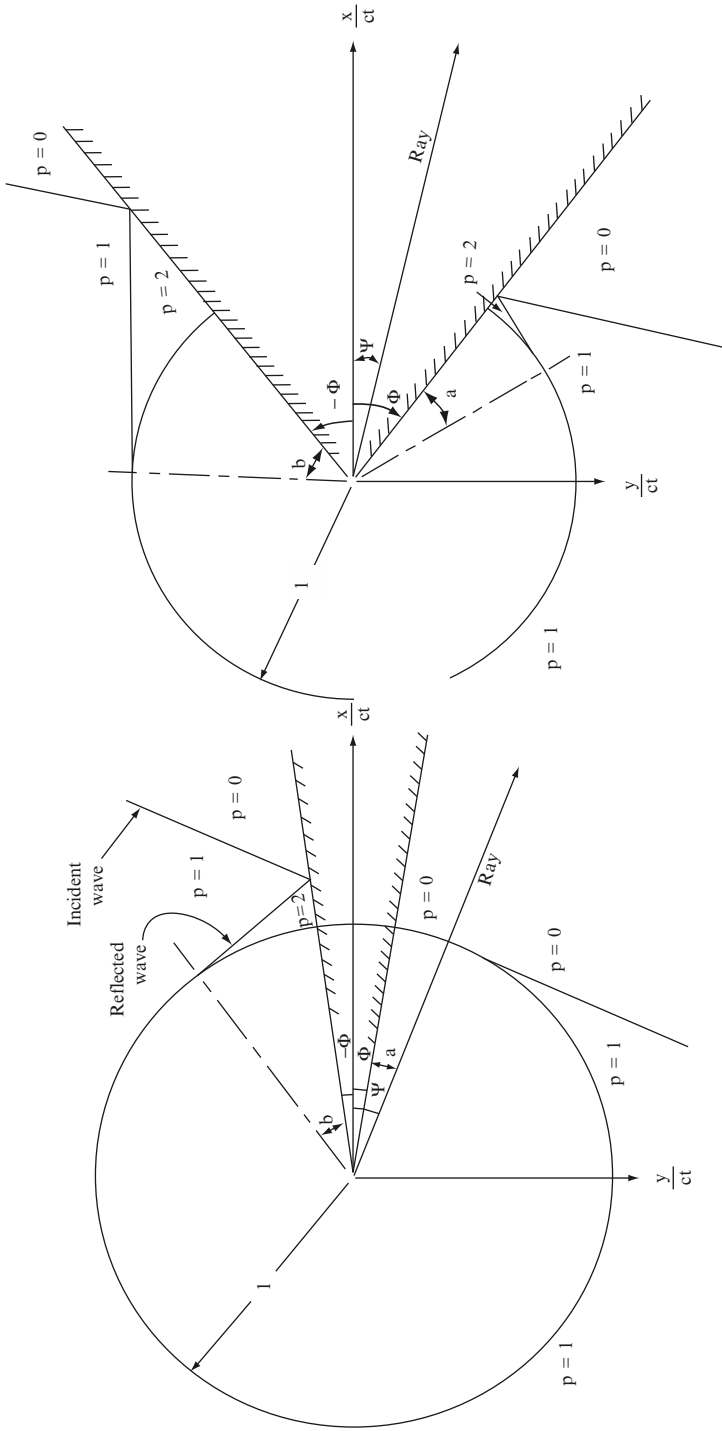 x
ct
Incident
wave
p = 1
p = 0
Reflected
wave
p = 2
b
−Φ
Φ
Ψ
a
p = 0
Ray
p = 0
p = 1
y
ct
1
p = 1
p = 0
p = 1
p = 2
x
ct
b
−Φ
Φ
Ψ
a
Ray
p = 2
p = 0
p = 1
1
y
ct
p = 1